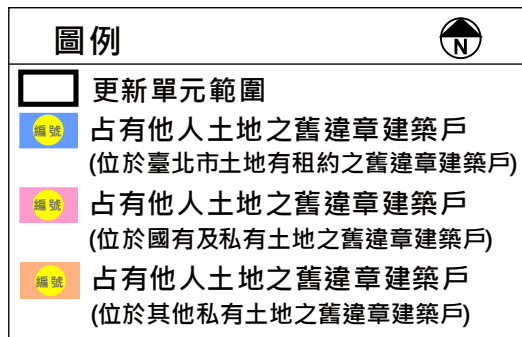 圖例
N
更新單元範圍
編號 占有他人土地之舊違章建築戶
(位於臺北市土地有租約之舊違章建築戶)
編號 占有他人土地之舊違章建築戶
(位於國有及私有土地之舊違章建築戶)
編號 占有他人土地之舊違章建築戶
(位於其他私有土地之舊違章建築戶)